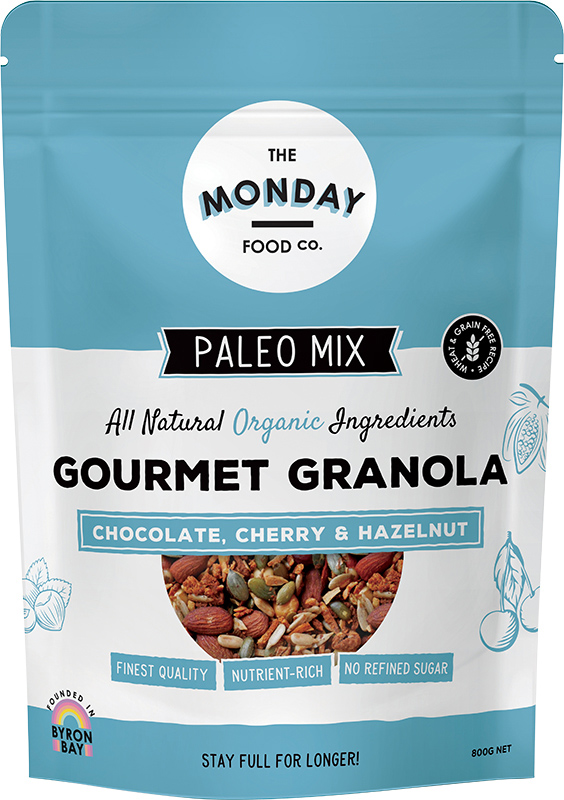 THE
MONDAY
FOOD CO.
PALEO MIX
WHEAT & GRAIN FREE RECIPE •
All Natural Organic Ingredients
GOURMET GRANOLA
CHOCOLATE, CHERRY & HAZELNUT
FINEST QUALITY
NUTRIENT-RICH
NO REFINED SUGAR
FOUNDED IN
BYRON
BAY
STAY FULL FOR LONGER!
800G NET